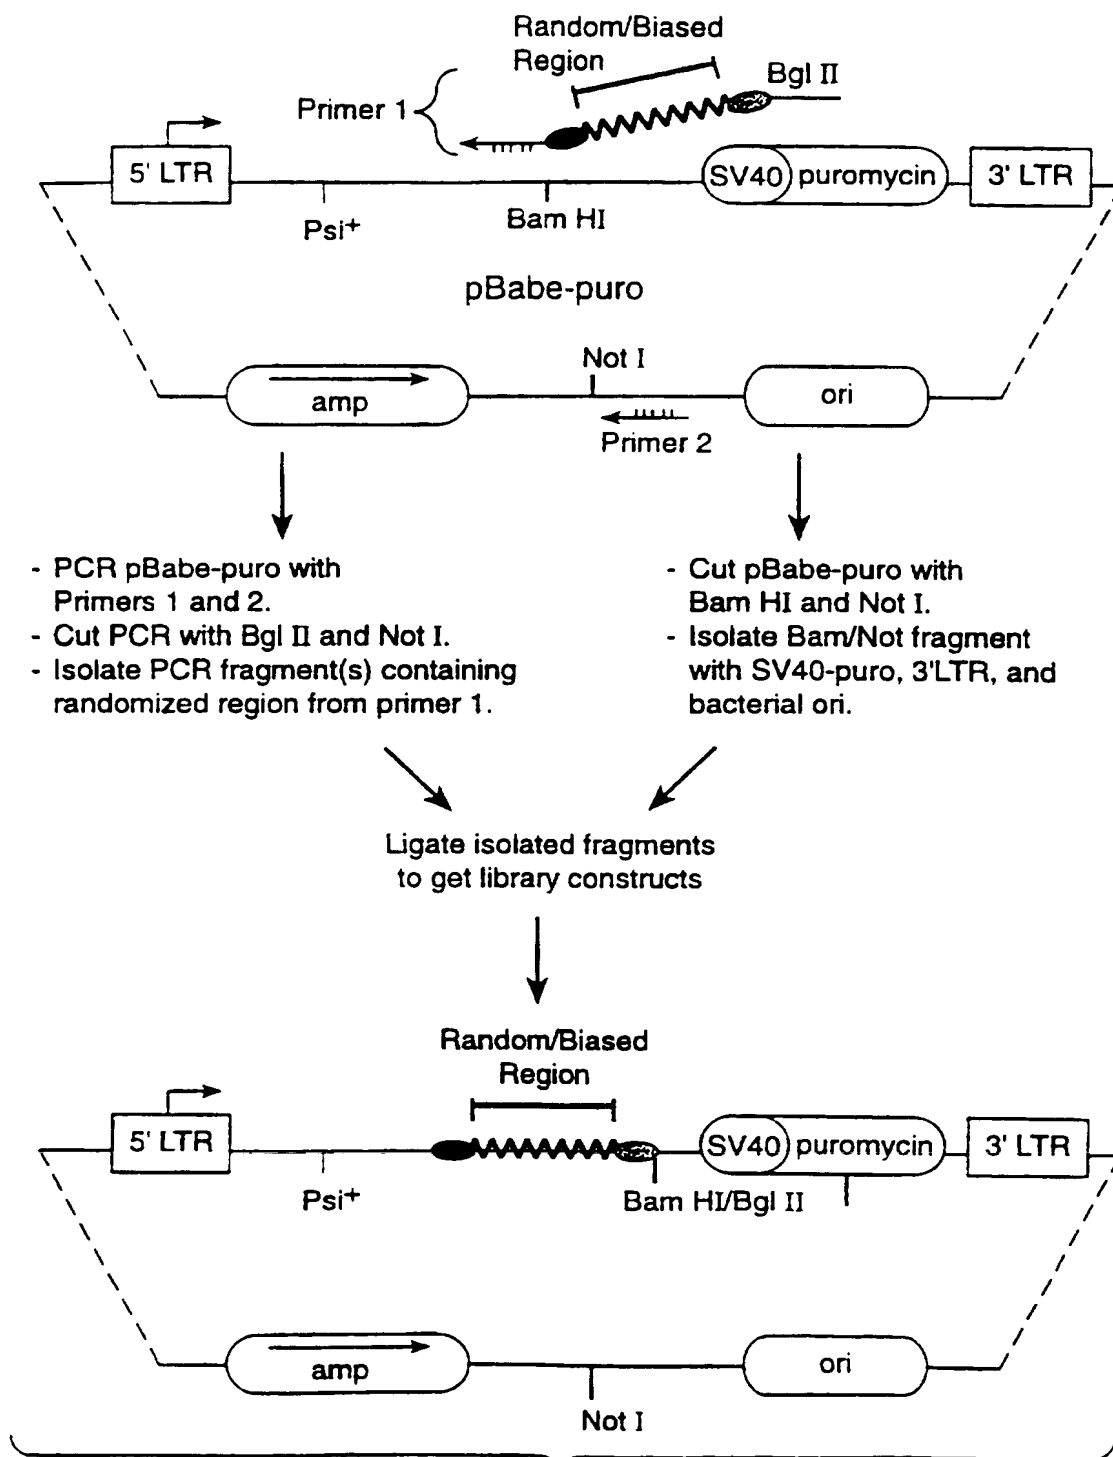 Random/Biased
Region
Bgl II
Primer 1
5' LTR
SV40 puromycin
3' LTR
Psi+
Bam HI
pBabe-puro
Not I
amp
ori
Primer 2
- PCR pBabe-puro with
Primers 1 and 2.
- Cut PCR with Bgl II and Not I.
- Isolate PCR fragment(s) containing
randomized region from primer 1.
- Cut pBabe-puro with
Bam HI and Not I.
- Isolate Bam/Not fragment
with SV40-puro, 3'LTR, and
bacterial ori.
Ligate isolated fragments
to get library constructs
Random/Biased
Region
5' LTR
SV40 puromycin
3' LTR
Psi+
Bam HI/Bgl II
amp
ori
Not I